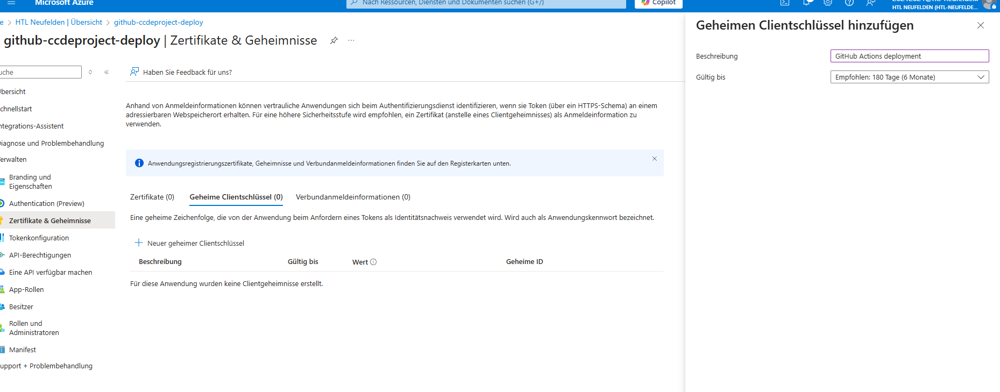 Microsoft Azure
Nach Ressourcen, Diensten und Dokumenten suchen (G+/)
Copilot
HTL NEUFELDEN (HTL-NEUFELDE...
HTL Neufelden | Übersicht
github-ccdeproject-deploy
github-ccdeproject-deploy | Zertifikate & Geheimnisse
uche
Haben Sie Feedback für uns?
bersicht
chnellstart
ntegrations-Assistent
iagnose und Problembehandlung
erwalten
Branding und
Eigenschaften
Authentication (Preview)
Zertifikate & Geheimnisse
Tokenkonfiguration
API-Berechtigungen
Eine API verfügbar machen
App-Rollen
Besitzer
Rollen und
Administratoren
Manifest
upport + Problembehandlung
Anhand von Anmeldeinformationen können vertrauliche Anwendungen sich beim Authentifizierungsdienst identifizieren, wenn sie Token (über ein HTTPS-Schema) an einem
adressierbaren Webspeicherort erhalten. Für eine höhere Sicherheitsstufe wird empfohlen, ein Zertifikat (anstelle eines Clientgeheimnisses) als Anmeldeinformation zu
verwenden.
Anwendungsregistrierungszertifikate, Geheimnisse und Verbundanmeldeinformationen finden Sie auf den Registerkarten unten.
Zertifikate (0)
Geheime Clientschlüssel (0)
Verbundanmeldeinformationen (0)
Eine geheime Zeichenfolge, die von der Anwendung beim Anfordern eines Tokens als Identitätsnachweis verwendet wird. Wird auch als Anwendungskennwort bezeichnet.
Neuer geheimer Clientschlüssel
Beschreibung
Gültig bis
Wert
Geheime ID
Für diese Anwendung wurden keine Clientgeheimnisse erstellt.
Geheimen Clientschlüssel hinzufügen
Beschreibung
GitHub Actions deployment
Gültig bis
Empfohlen: 180 Tage (6 Monate)